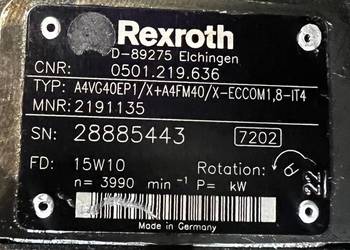 Rexroth
D-89275 Elchingen
CNR: 0501.219.636
TYP: A4VG40EP1/X+A4FM40/X-ECCOM1,8-IT4
MNR: 2191135
SN: 28885443 7202
FD: 15W10 Rotation:
n= 3990 min⁻¹ P= kW
22
Made in Germany